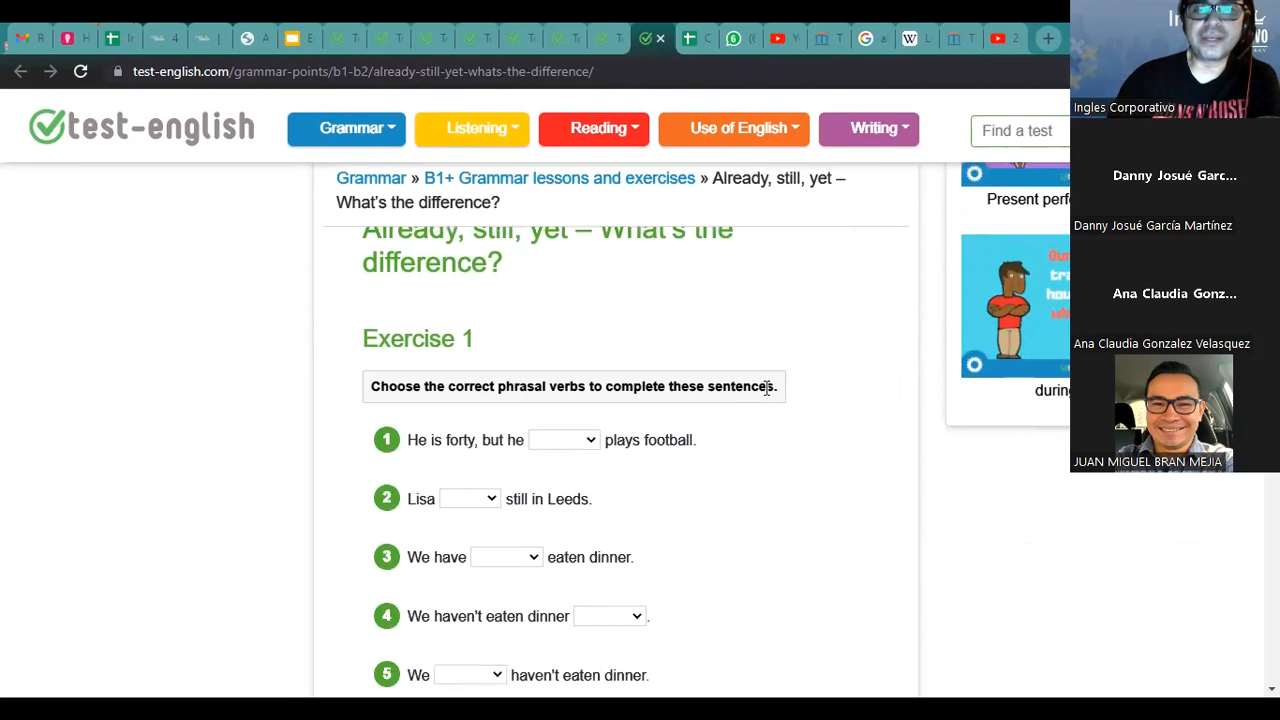 test-english.com/grammar-points/b1-b2/already-still-yet-whats-the-difference/
test-english
Grammar
Listening
Reading
Use of English
Writing
Find a test
Grammar » B1+ Grammar lessons and exercises » Already, still, yet –
What's the difference?
Already, still, yet – What's the
difference?
Exercise 1
Choose the correct phrasal verbs to complete these sentences.
1 He is forty, but he plays football.
2 Lisa still in Leeds.
3 We have eaten dinner.
4 We haven't eaten dinner .
5 We haven't eaten dinner.
Present perf
during
Ingles Corporativo
Danny Josué Garc...
Danny Josué García Martínez
Ana Claudia Gonz...
Ana Claudia Gonzalez Velasquez
JUAN MIGUEL BRAN MEJIA